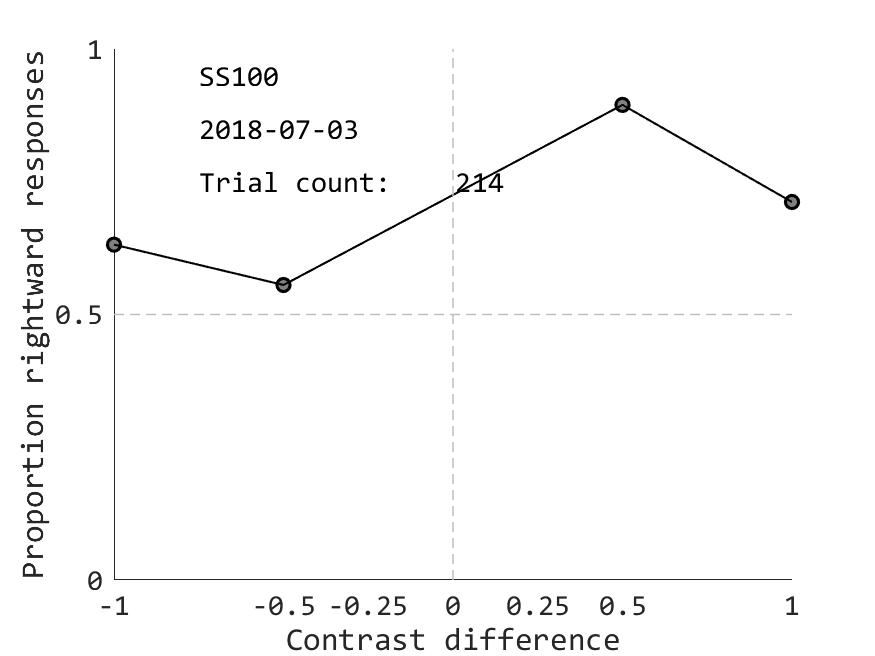 1
SS100
2018-07-03
Trial count: 214
0.5
0
-1 -0.5 -0.25 0 0.25 0.5 1
Contrast difference
Proportion rightward responses